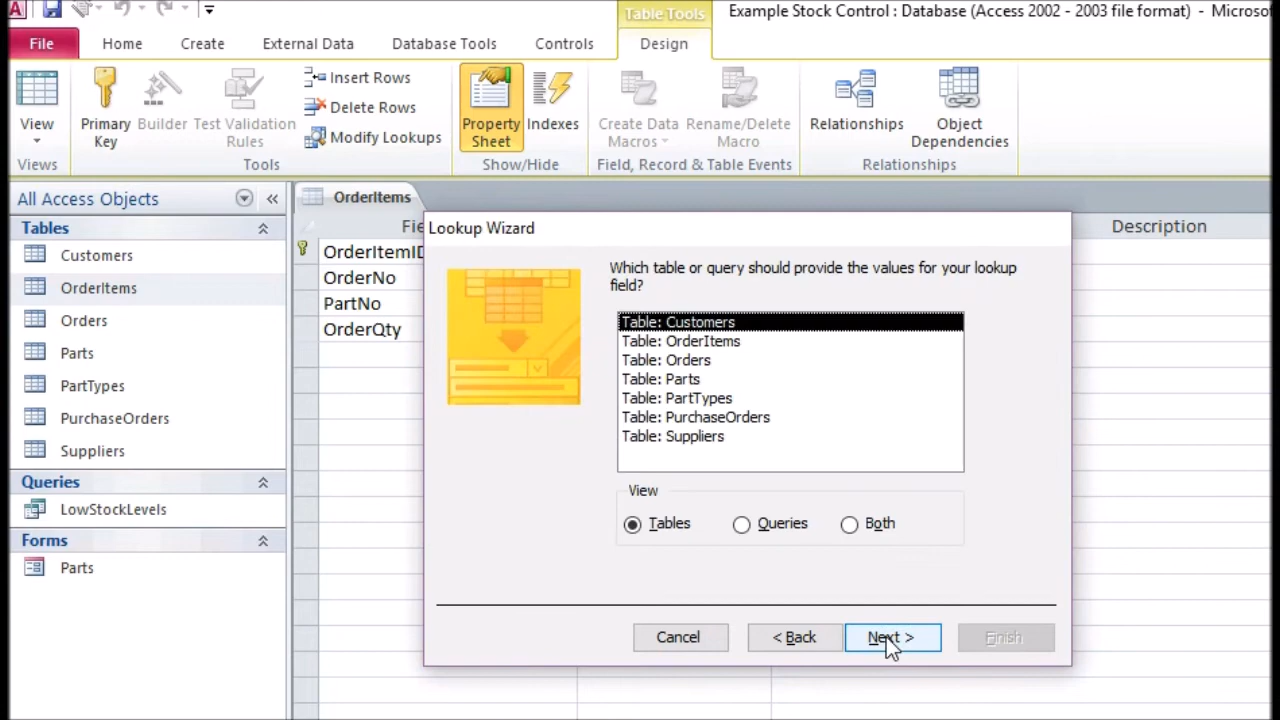 A
Table Tools
Example Stock Control : Database (Access 2002 - 2003 file format) - Microsof
File Home Create External Data Database Tools Controls Design
View
Views
Primary Key
Builder
Test Validation Rules
Insert Rows
Delete Rows
Modify Lookups
Tools
Property Sheet
Indexes
Show/Hide
Create Data Macros
Rename/Delete Macro
Field, Record & Table Events
Relationships
Object Dependencies
Relationships
All Access Objects «
Tables
Customers
OrderItems
Orders
Parts
PartTypes
PurchaseOrders
Suppliers
Queries
LowStockLevels
Forms
Parts
OrderItems
Fie
Description
OrderItemID
OrderNo
PartNo
OrderQty
Lookup Wizard
Which table or query should provide the values for your lookup
field?
Table: Customers
Table: OrderItems
Table: Orders
Table: Parts
Table: PartTypes
Table: PurchaseOrders
Table: Suppliers
View
Tables Queries Both
Cancel < Back Next > Finish